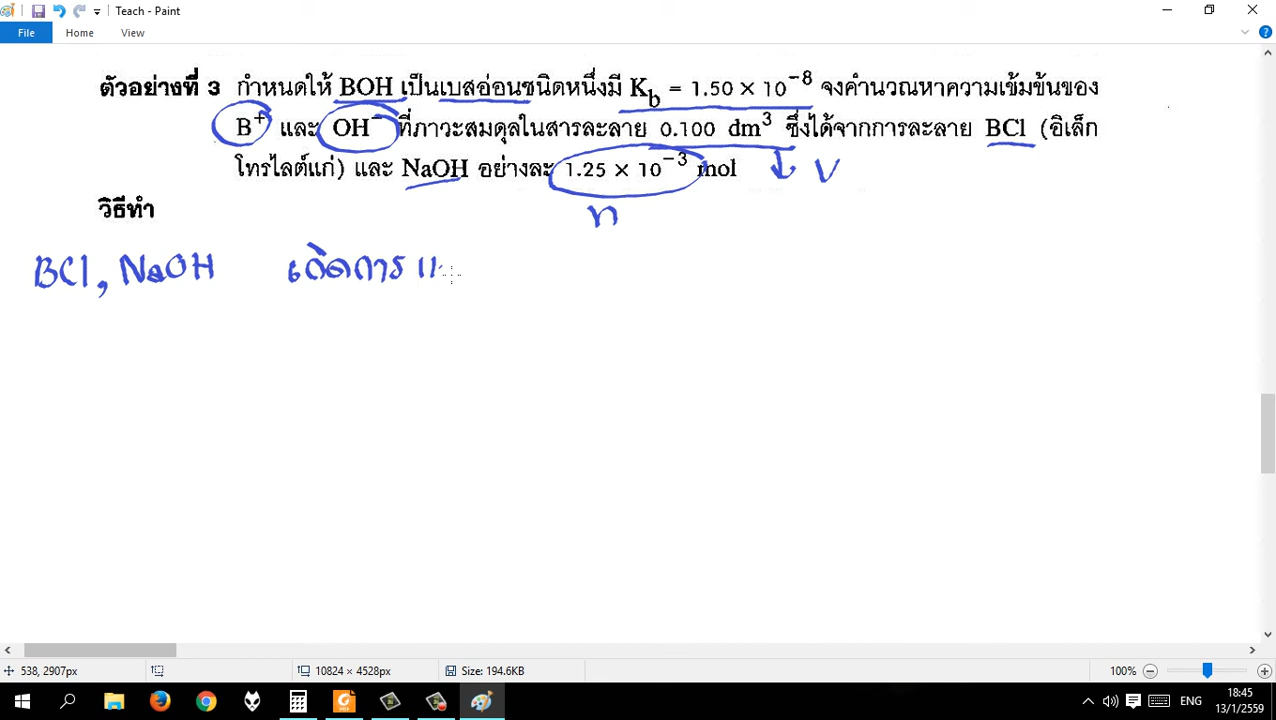 Teach - Paint
File Home View
ตัวอย่างที่ 3 กำหนดให้ BOH เป็นเบสอ่อนชนิดหนึ่งมี K_b = 1.50 × 10⁻⁸ จงคำนวณหาความเข้มข้นของ
B⁺ และ OH⁻ ที่ภาวะสมดุลในสารละลาย 0.100 dm³ ซึ่งได้จากการละลาย BCl (อิเล็ก
โทรไลต์แก่) และ NaOH อย่างละ 1.25 × 10⁻³ mol
V
วิธีทำ
n
BCl, NaOH เกิดการ
538, 2907px 10824 × 4528px Size: 194.6KB 100%
ENG 18:45
13/1/2559